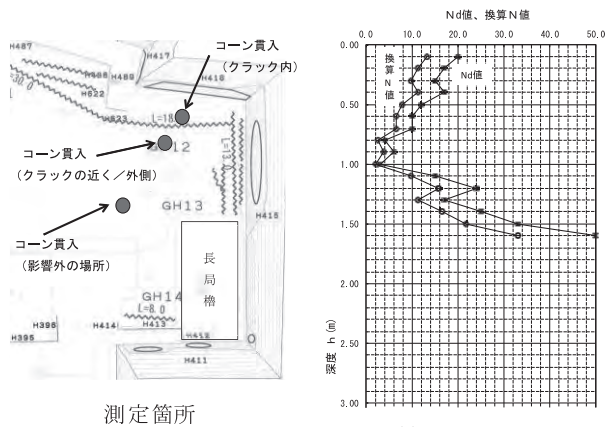 H487
H417
コーン貫入
（クラック内）
H489
H416
L=18.
コーン貫入
（クラックの近く／外側）
GH13
H415
コーン貫入
（影響外の場所）
長局櫓
GH14
L=8.0
H396
H414
H413
H412
H395
H411
測定箇所
Nd値、換算N値
0.0 10.0 20.0 30.0 40.0 50.0
0.00
換算N値
Nd値
0.50
1.00
1.50
2.00
2.50
3.00
深度 h (m)